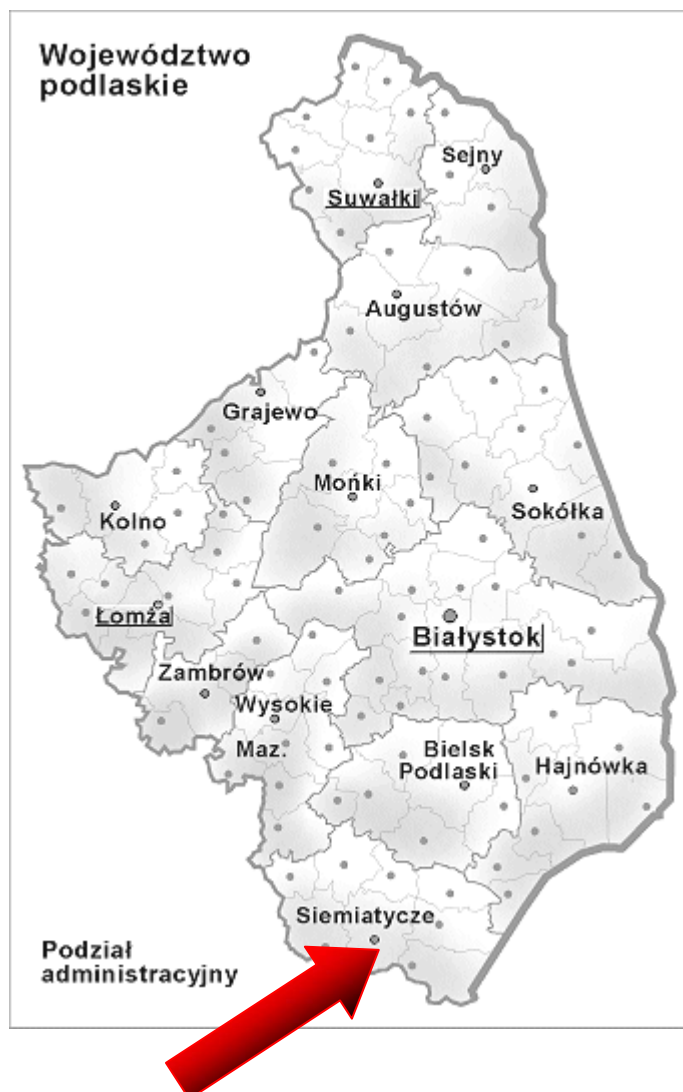 Województwo
podlaskie
Sejny
Suwałki
Augustów
Grajewo
Mońki
Kolno
Sokółka
Łomża
Białystok
Zambrów
Wysokie
Maz.
Bielsk
Podlaski
Hajnówka
Siemiatycze
Podział
administracyjny